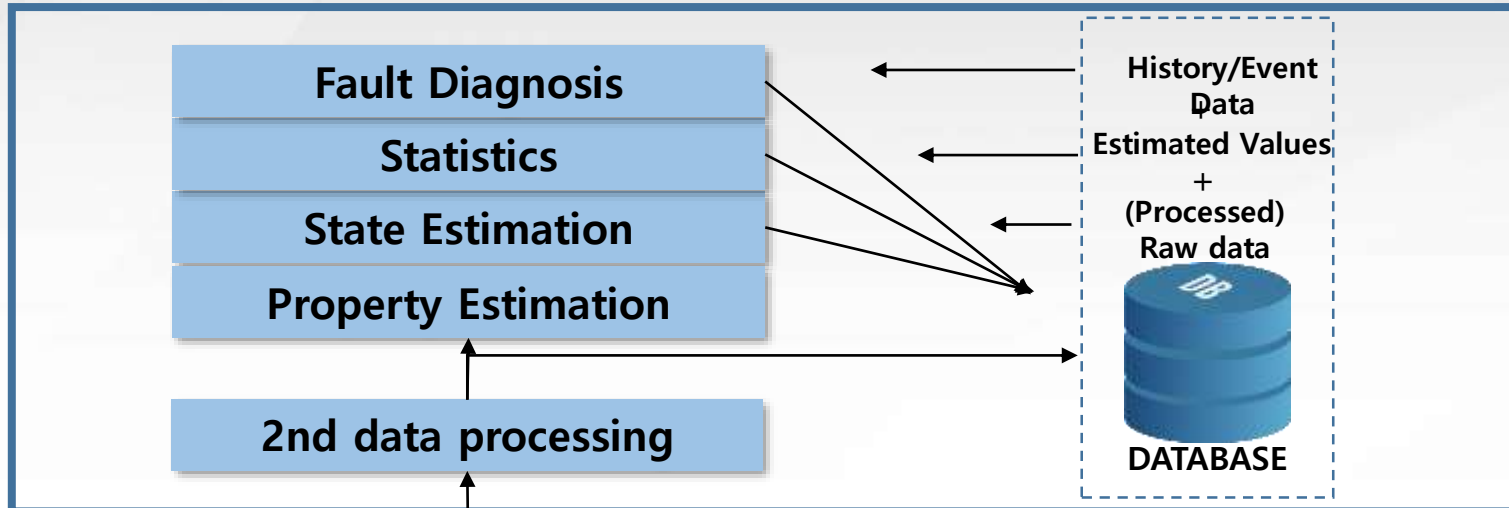 Fault Diagnosis
Statistics
State Estimation
Property Estimation
2nd data processing
History/Event
Data
+
Estimated Values
+
(Processed)
Raw data
DB
DATABASE